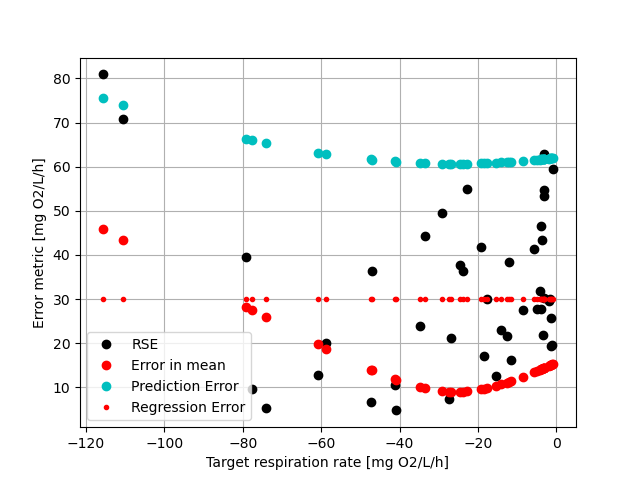 80
70
60
50
40
30
20
10
Error metric [mg O2/L/h]
RSE
Error in mean
Prediction Error
Regression Error
−120 −100 −80 −60 −40 −20 0
Target respiration rate [mg O2/L/h]